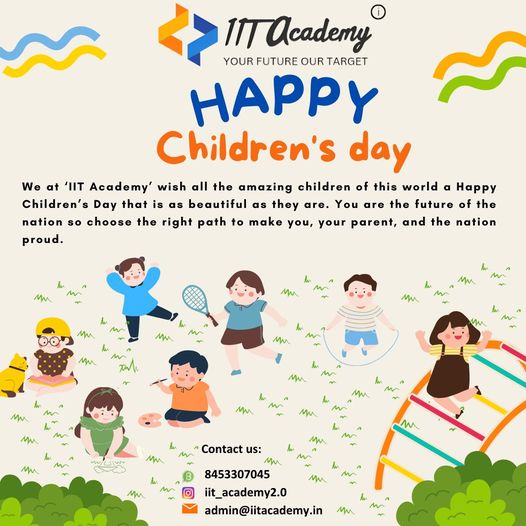 IIT Academy
YOUR FUTURE OUR TARGET
HAPPY
Children's day
We at ‘IIT Academy’ wish all the amazing children of this world a Happy
Children’s Day that is as beautiful as they are. You are the future of the
nation so choose the right path to make you, your parent, and the nation
proud.
Contact us:
8453307045
iit_academy2.0
admin@iitacademy.in